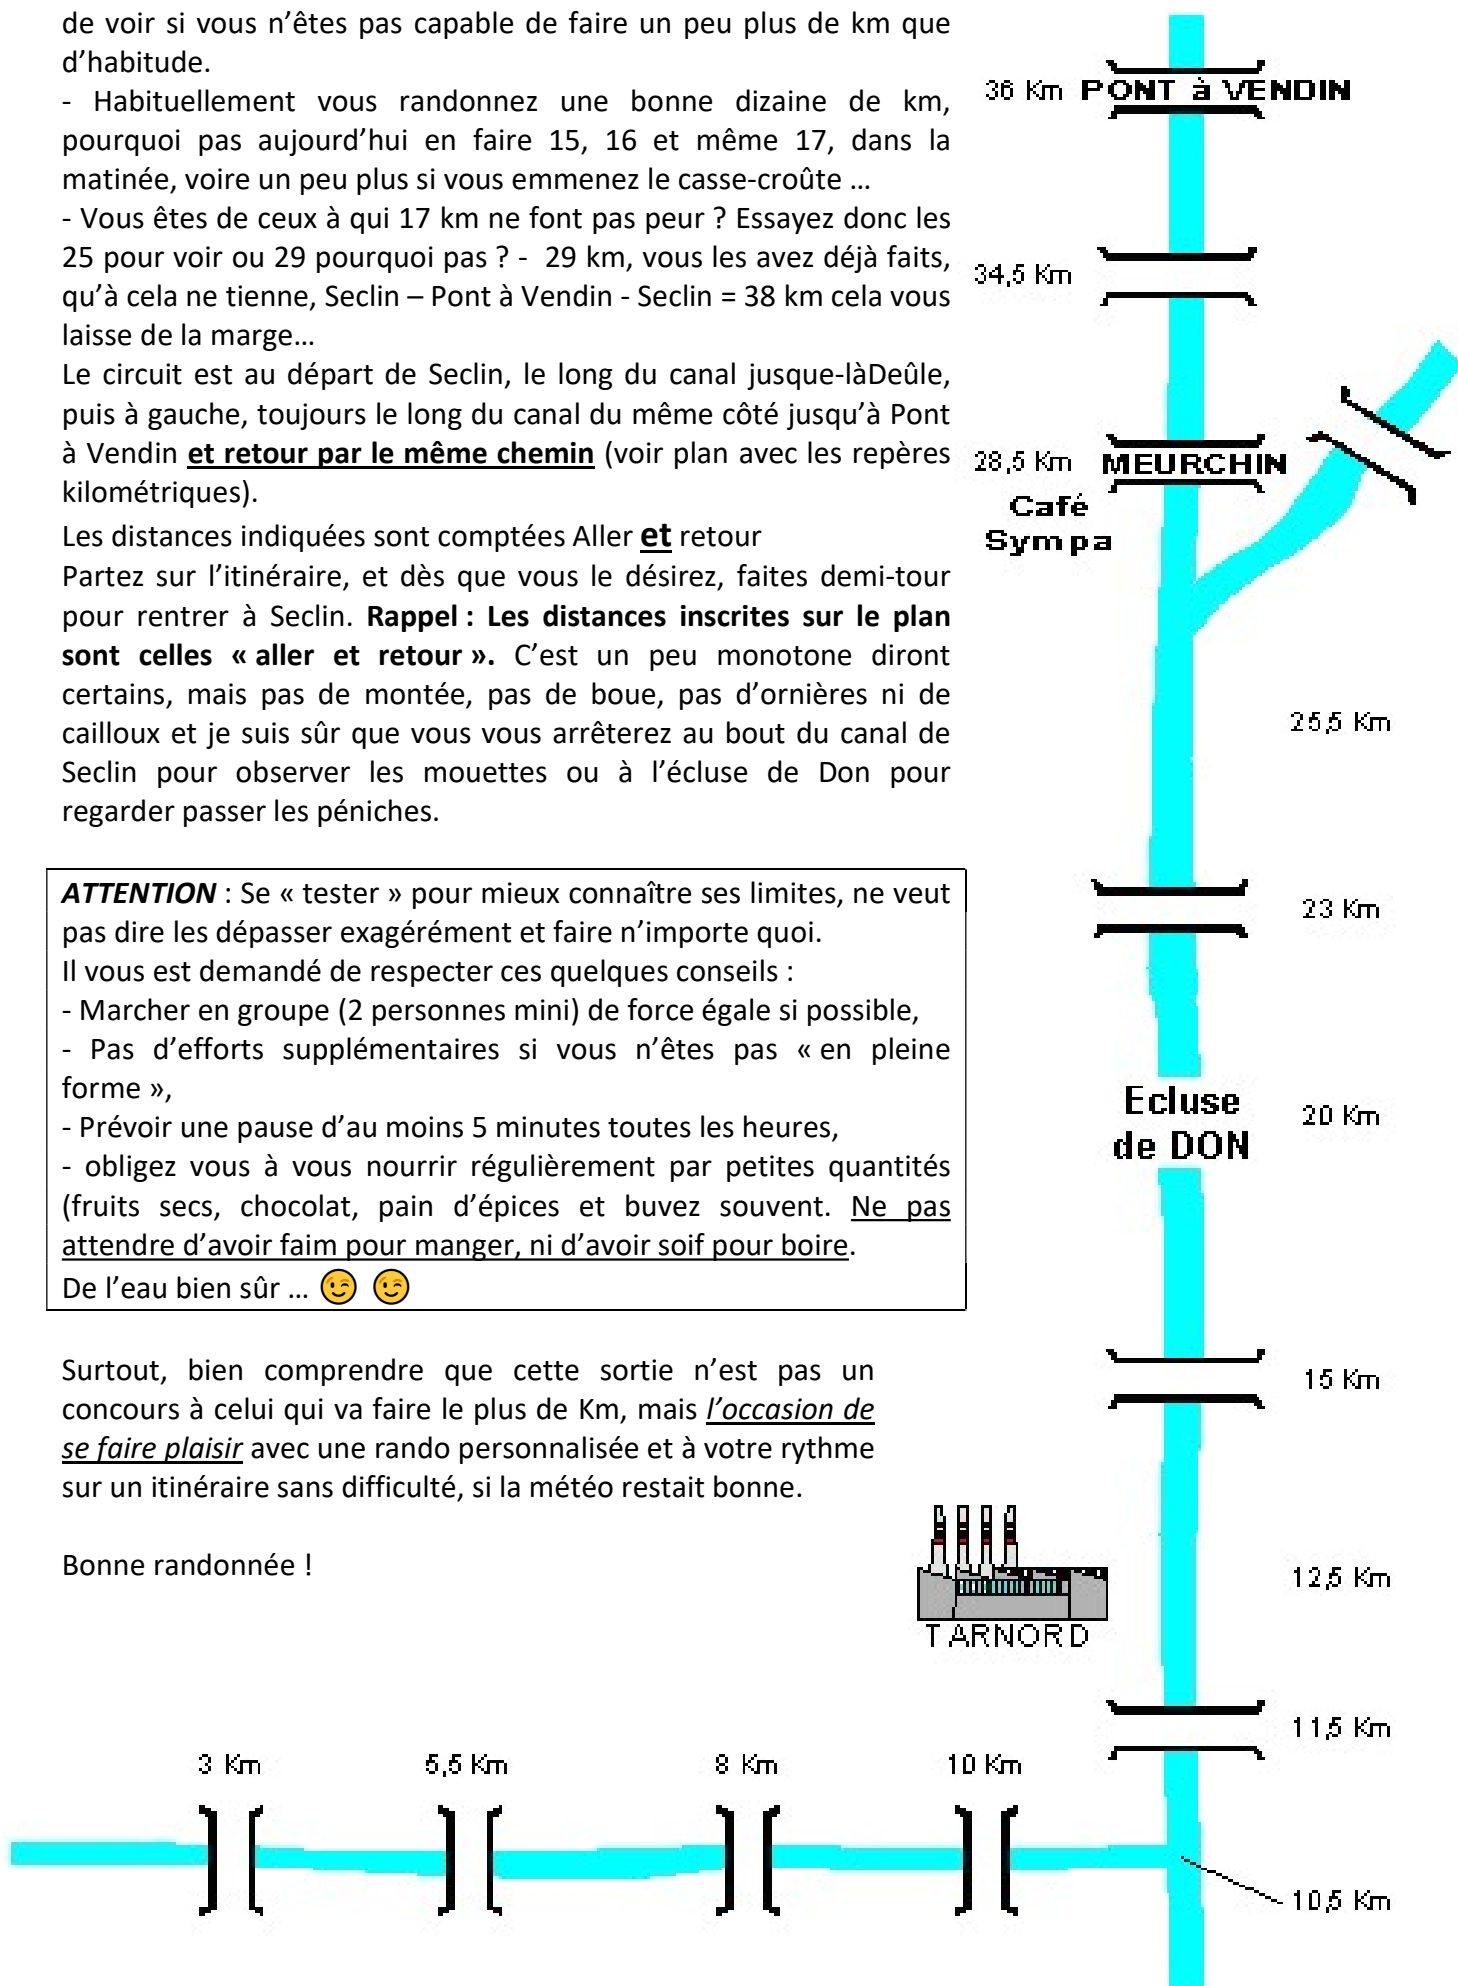 de voir si vous n’êtes pas capable de faire un peu plus de km que
d’habitude.
- Habituellement vous randonnez une bonne dizaine de km,
pourquoi pas aujourd’hui en faire 15, 16 et même 17, dans la
matinée, voire un peu plus si vous emmenez le casse-croûte …
- Vous êtes de ceux à qui 17 km ne font pas peur ? Essayez donc les
25 pour voir ou 29 pourquoi pas ? - 29 km, vous les avez déjà faits,
qu’à cela ne tienne, Seclin – Pont à Vendin - Seclin = 38 km cela vous
laisse de la marge…
Le circuit est au départ de Seclin, le long du canal jusque-làDeûle,
puis à gauche, toujours le long du canal du même côté jusqu’à Pont
à Vendin et retour par le même chemin (voir plan avec les repères
kilométriques).
Les distances indiquées sont comptées Aller et retour
Partez sur l’itinéraire, et dès que vous le désirez, faites demi-tour
pour rentrer à Seclin. Rappel : Les distances inscrites sur le plan
sont celles « aller et retour ». C’est un peu monotone diront
certains, mais pas de montée, pas de boue, pas d’ornières ni de
cailloux et je suis sûr que vous vous arrêterez au bout du canal de
Seclin pour observer les mouettes ou à l’écluse de Don pour
regarder passer les péniches.
ATTENTION : Se « tester » pour mieux connaître ses limites, ne veut
pas dire les dépasser exagérément et faire n’importe quoi.
Il vous est demandé de respecter ces quelques conseils :
- Marcher en groupe (2 personnes mini) de force égale si possible,
- Pas d’efforts supplémentaires si vous n’êtes pas « en pleine
forme »,
- Prévoir une pause d’au moins 5 minutes toutes les heures,
- obligez vous à vous nourrir régulièrement par petites quantités
(fruits secs, chocolat, pain d’épices et buvez souvent. Ne pas
attendre d’avoir faim pour manger, ni d’avoir soif pour boire.
De l’eau bien sûr … 😉 😉
Surtout, bien comprendre que cette sortie n’est pas un
concours à celui qui va faire le plus de Km, mais l’occasion de
se faire plaisir avec une rando personnalisée et à votre rythme
sur un itinéraire sans difficulté, si la météo restait bonne.
Bonne randonnée !
36 Km PONT à VENDIN
34,5 Km
28,5 Km MEURCHIN
Café
Sympa
25,5 Km
23 Km
Ecluse
de DON
20 Km
15 Km
12,5 Km
TARNORD
11,5 Km
3 Km
5,5 Km
8 Km
10 Km
10,5 Km